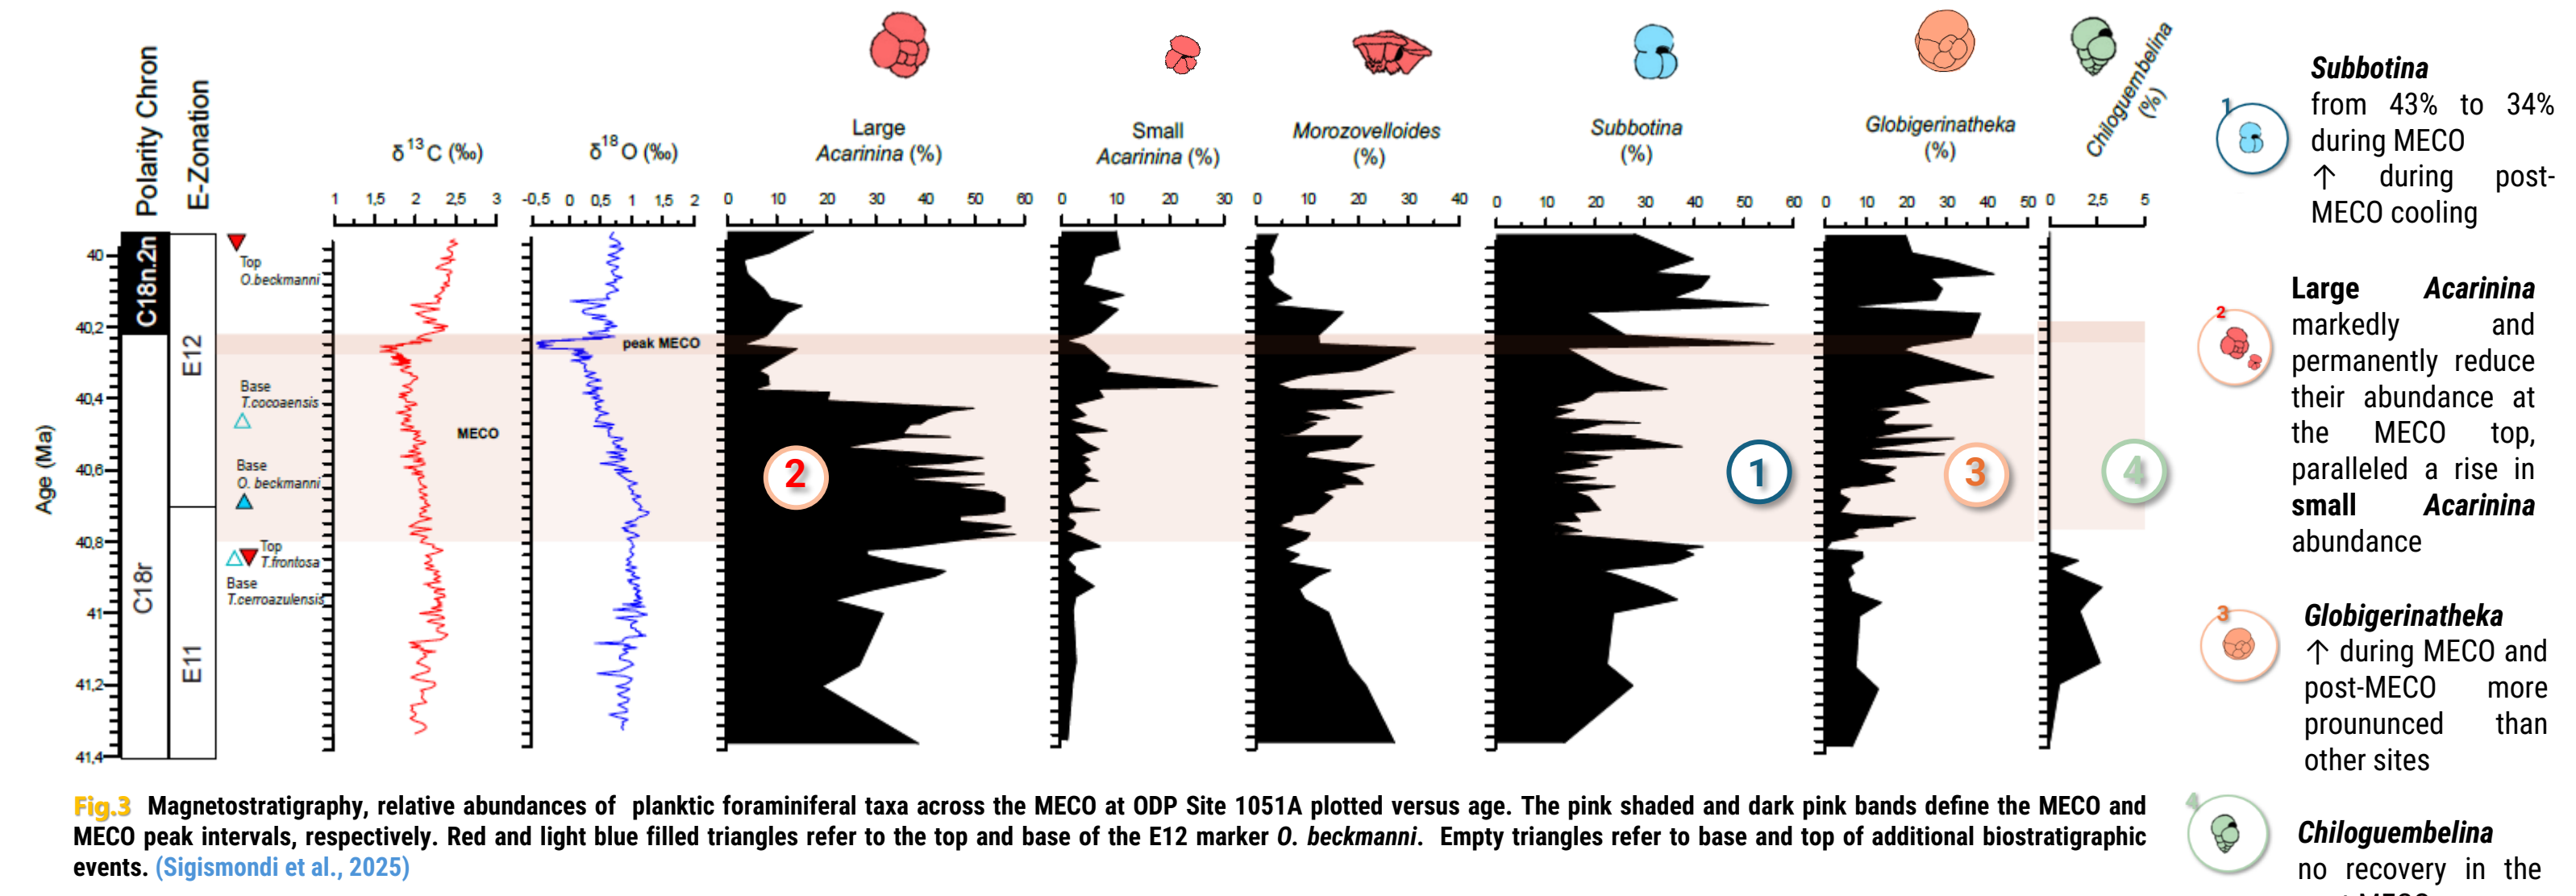 Polarity Chron
E-Zonation
δ13C (‰)
δ18O (‰)
Large
Acarinina (%)
Small
Acarinina (%)
Morozovelloides
(%)
Subbotina
(%)
Globigerinatheka
(%)
Chiloguembelina
(%)
1 1,5 2 2,5 3
-0,5 0 0,5 1 1,5 2
0 10 20 30 40 50 60
0 10 20 30
0 10 20 30 40
0 10 20 30 40 50 60
0 10 20 30 40 50
0 2,5 5
Age (Ma)
40
40,2
40,4
40,6
40,8
41
41,2
41,4
C18n.2n
C18r
E12
E11
Top
O.beckmanni
Base
T.cocoaensis
Base
O. beckmanni
Top
T.frontosa
Base
T.cerroazulensis
peak MECO
MECO
2
1
3
4
1
Subbotina
from 43% to 34%
during MECO
↑ during post-
MECO cooling
2
Large Acarinina
markedly and
permanently reduce
their abundance at
the MECO top,
paralleled a rise in
small Acarinina
abundance
3
Globigerinatheka
↑ during MECO and
post-MECO more
prounounced than
other sites
4
Chiloguembelina
no recovery in the
Fig.3 Magnetostratigraphy, relative abundances of planktic foraminiferal taxa across the MECO at ODP Site 1051A plotted versus age. The pink shaded and dark pink bands define the MECO and
MECO peak intervals, respectively. Red and light blue filled triangles refer to the top and base of the E12 marker O. beckmanni. Empty triangles refer to base and top of additional biostratigraphic
events. (Sigismondi et al., 2025)